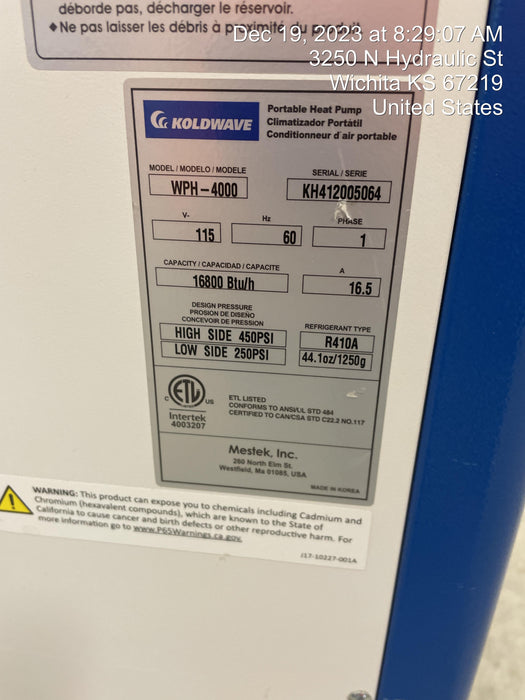 déborde pas, décharger le réservoir.
◆ Ne pas laisser les débris à proximité du produit.
Dec 19, 2023 at 8:29:07 AM
3250 N Hydraulic St
Wichita KS 67219
United States
KOLDWAVE
Portable Heat Pump
Climatizador Portátil
Conditionneur d'air portable
MODEL / MODELO / MODELE
SERIAL / SERIE
WPH-4000
KH412005064
V~
Hz
PHASE
115
60
1
CAPACITY / CAPACIDAD / CAPACITE
A
16800 Btu/h
16.5
DESIGN PRESSURE
PROSION DE DISEÑO
CONCEVOIR DE PRESSION
REFRIGERANT TYPE
HIGH SIDE 450PSI
R410A
LOW SIDE 250PSI
44.1oz/1250g
C ETL US
Intertek
4003207
ETL LISTED
CONFORMS TO ANSI/UL STD 484
CERTIFIED TO CAN/CSA STD C22.2 NO.117
Mestek, Inc.
260 North Elm St.
Westfield, Ma 01085, USA
MADE IN KOREA
WARNING: This product can expose you to chemicals including Cadmium and
Chromium (hexavalent compounds), which are known to the State of
California to cause cancer and birth defects or other reproductive harm. For
more information go to www.P65Warnings.ca.gov.
J17-10227-001A